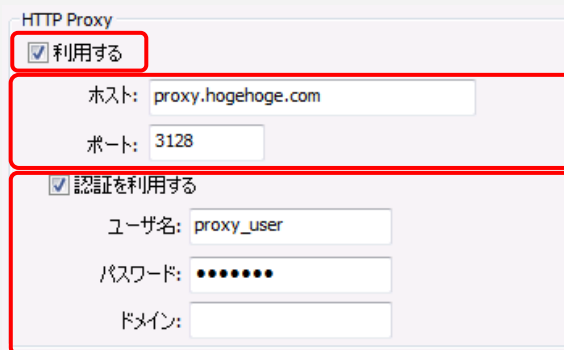 HTTP Proxy
利用する
ホスト: proxy.hogehoge.com
ポート: 3128
認証を利用する
ユーザ名: proxy_user
パスワード: •••••••
ドメイン: